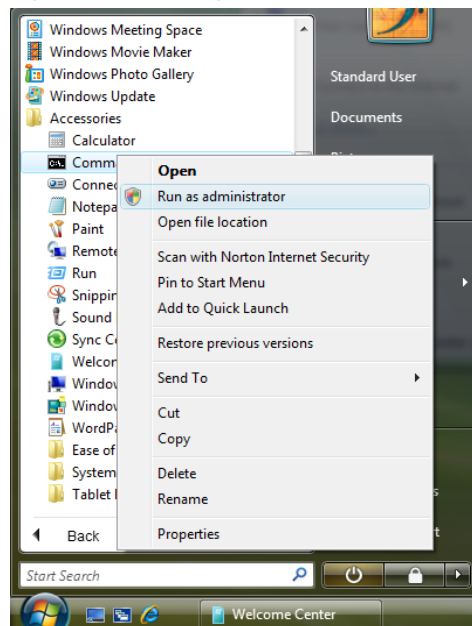 Windows Meeting Space
Windows Movie Maker
Windows Photo Gallery
Windows Update
Accessories
Calculator
Comm
Connec
Notepa
Paint
Remote
Run
Snippin
Sound
Sync C
Welcor
Window
Window
WordPa
Ease of
System
Tablet
Back
Start Search
Standard User
Documents
Open
Run as administrator
Open file location
Scan with Norton Internet Security
Pin to Start Menu
Add to Quick Launch
Restore previous versions
Send To
Cut
Copy
Delete
Rename
Properties
Welcome Center